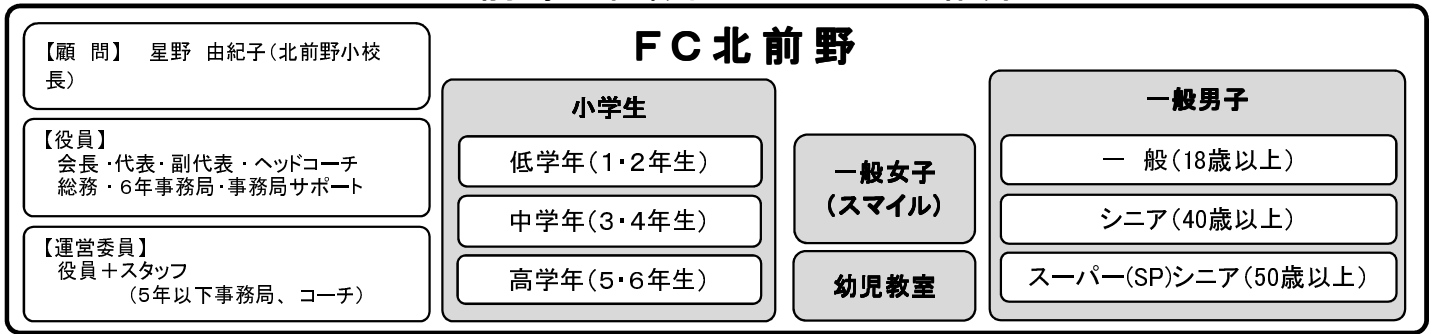 FC北前野
【顧 問】 星野 由紀子(北前野小校
長)
【役員】
会長・代表・副代表・ヘッドコーチ
総務・6年事務局・事務局サポート
【運営委員】
役員+スタッフ
(5年以下事務局、コーチ)
小学生
低学年(1・2年生)
中学年(3・4年生)
高学年(5・6年生)
一般女子
(スマイル)
幼児教室
一般男子
一 般(18歳以上)
シニア(40歳以上)
スーパー(SP)シニア(50歳以上)